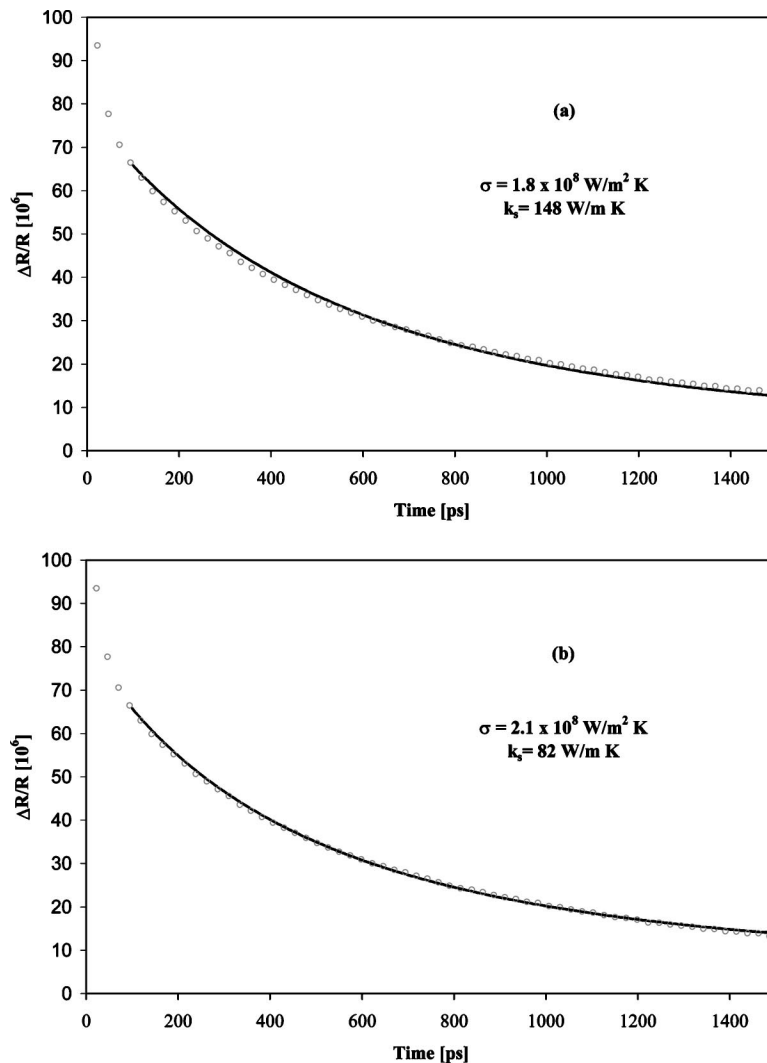 100
90
80
70
60
50
40
30
20
10
0
ΔR/R [10⁶]
(a)
σ = 1.8 x 10⁸ W/m² K
kₛ= 148 W/m K
0 200 400 600 800 1000 1200 1400
Time [ps]
100
90
80
70
60
50
40
30
20
10
0
ΔR/R [10⁶]
(b)
σ = 2.1 x 10⁸ W/m² K
kₛ= 82 W/m K
0 200 400 600 800 1000 1200 1400
Time [ps]